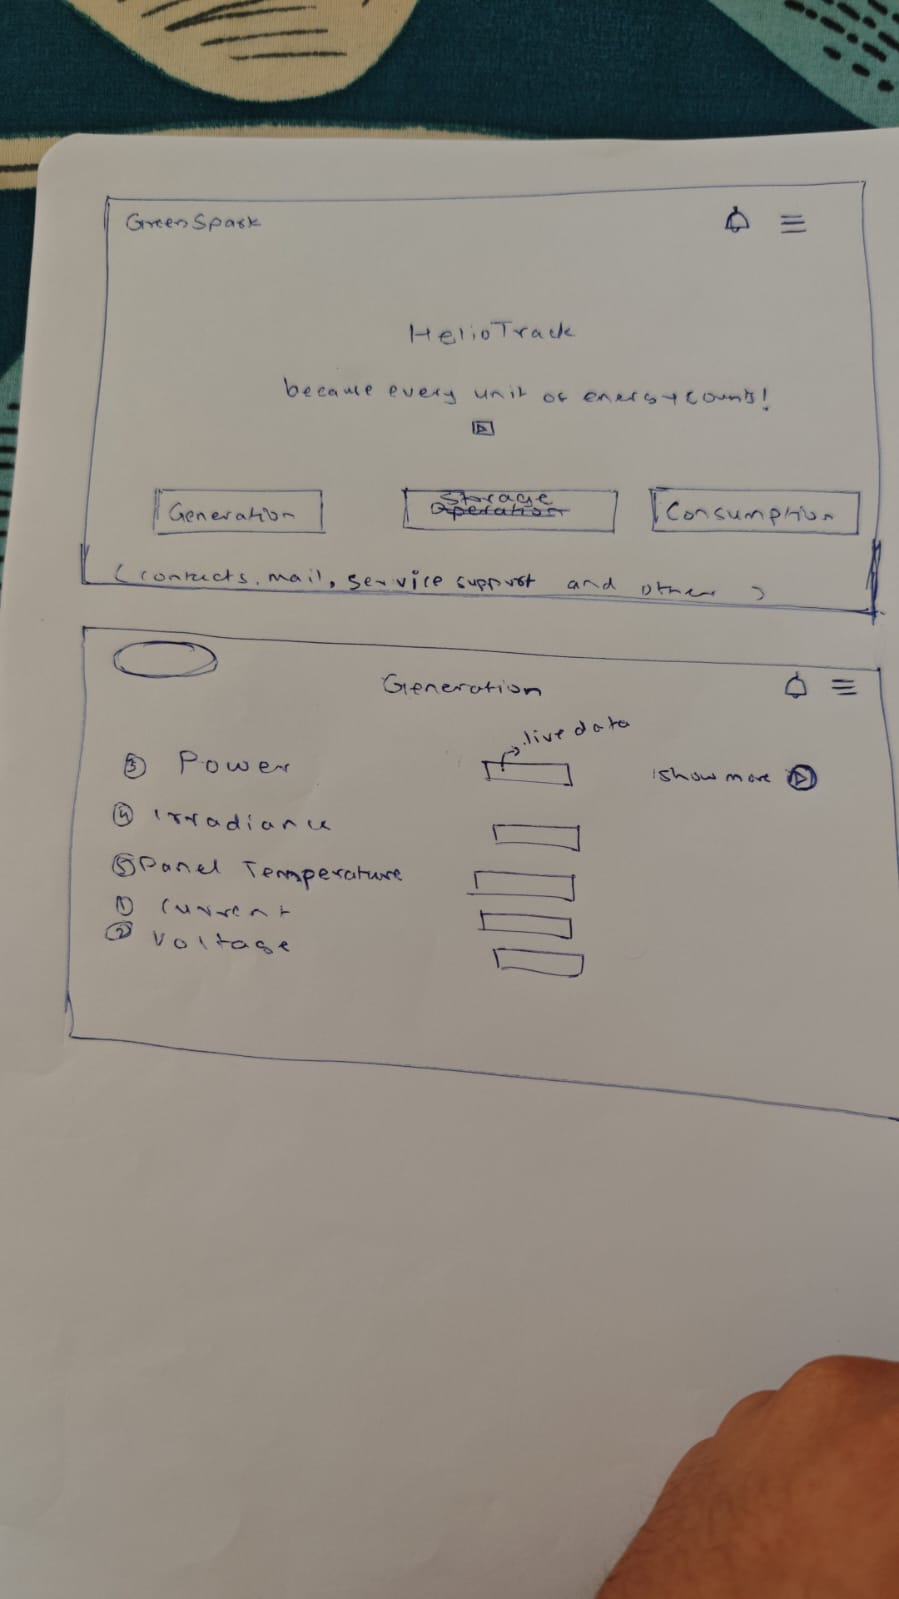 GreenSpark
HelioTrack
because every unit of energy counts!
Generation
Storage
Operation
Consumption
(contacts, mail, service support and others)
Generation
live data
③ Power
show more
④ Irradiance
⑤ Panel Temperature
① Current
② Voltage